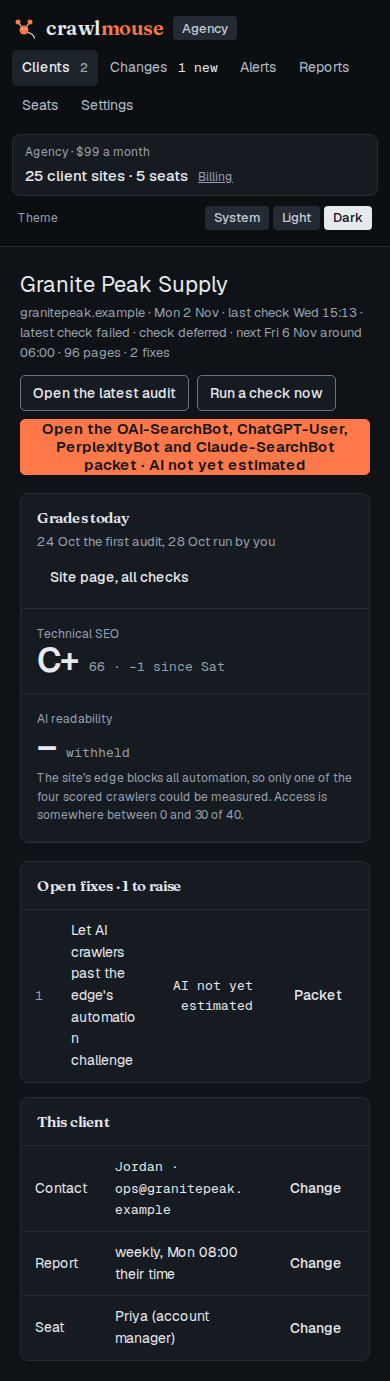 crawlmouse Agency
Clients 2 Changes 1 new Alerts Reports
Seats Settings
Agency · $99 a month
25 client sites · 5 seats Billing
Theme System Light Dark
Granite Peak Supply
granitepeak.example · Mon 2 Nov · last check Wed 15:13 ·
latest check failed · check deferred · next Fri 6 Nov around
06:00 · 96 pages · 2 fixes
Open the latest audit Run a check now
Open the OAI-SearchBot, ChatGPT-User,
PerplexityBot and Claude-SearchBot
packet · AI not yet estimated
Grades today
24 Oct the first audit, 28 Oct run by you
Site page, all checks
Technical SEO
C+ 66 · −1 since Sat
AI readability
– withheld
The site's edge blocks all automation, so only one of the
four scored crawlers could be measured. Access is
somewhere between 0 and 30 of 40.
Open fixes · 1 to raise
Let AI
crawlers
past the
edge's
automatio
n
challenge
1
AI not yet
estimated
Packet
This client
Contact
Jordan ·
ops@granitepeak.
example
Change
Report
weekly, Mon 08:00
their time
Change
Seat
Priya (account
manager)
Change